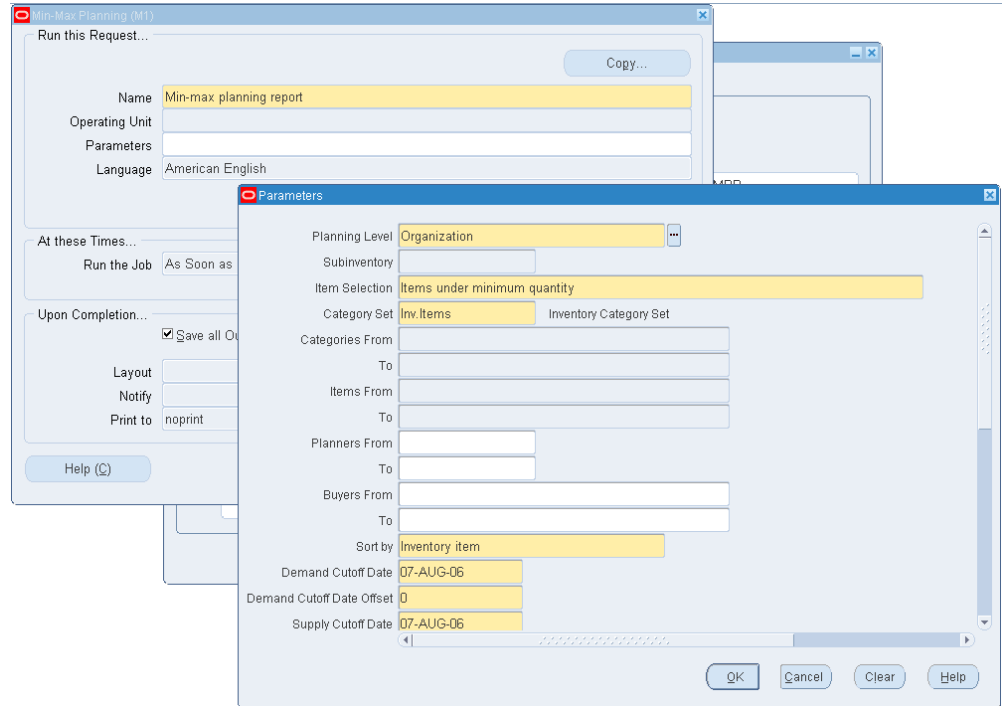 Min-Max Planning (M1)
Run this Request...
Copy...
Name Min-max planning report
Operating Unit
Parameters
Language American English
At these Times...
Run the Job As Soon as
Upon Completion...
Save all Ou
Layout
Notify
Print to noprint
Help (C)
Parameters
Planning Level Organization
Subinventory
Item Selection Items under minimum quantity
Category Set Inv.Items Inventory Category Set
Categories From
To
Items From
To
Planners From
To
Buyers From
To
Sort by Inventory item
Demand Cutoff Date 07-AUG-06
Demand Cutoff Date Offset 0
Supply Cutoff Date 07-AUG-06
OK Cancel Clear Help